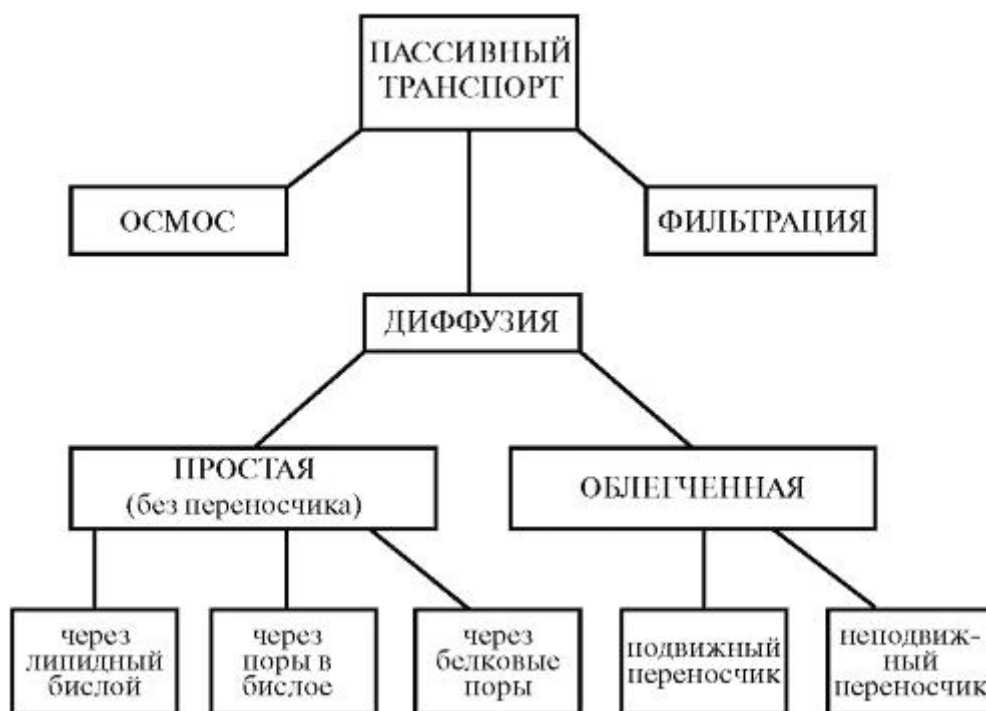 ПАССИВНЫЙ
ТРАНСПОРТ
ОСМОС
ФИЛЬТРАЦИЯ
ДИФФУЗИЯ
ПРОСТАЯ
(без переносчика)
ОБЛЕГЧЕННАЯ
через
липидный
бислой
через
поры в
бислое
через
белковые
поры
подвижный
переносчик
неподвиж-
ный
переносчик